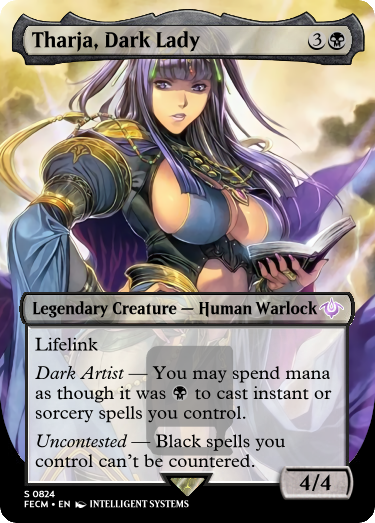 Tharja, Dark Lady 3
Legendary Creature — Human Warlock
Lifelink
Dark Artist — You may spend mana
as though it was to cast instant or
sorcery spells you control.
Uncontested — Black spells you
control can't be countered.
4/4
S 0824
FECM • EN INTELLIGENT SYSTEMS